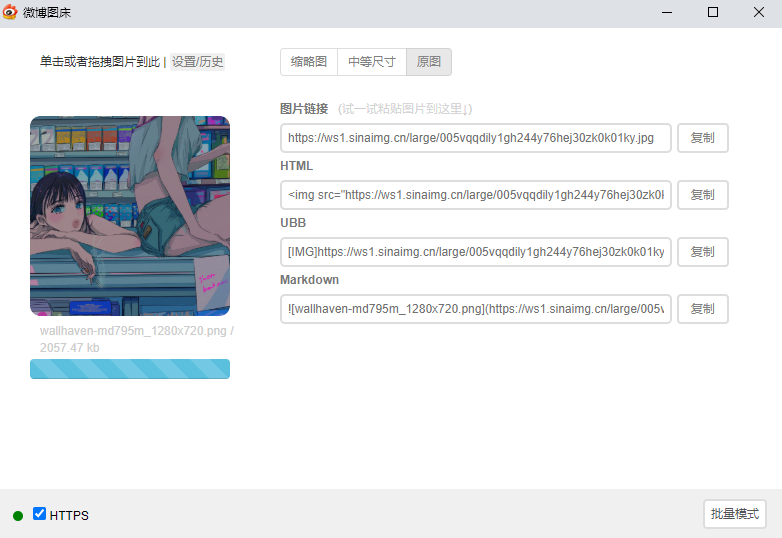 微博图床
单击或者拖拽图片到此 | 设置/历史
缩略图 中等尺寸 原图
图片链接 (试一试粘贴图片到这里↓)
https://ws1.sinaimg.cn/large/005vqqdily1gh244y76hej30zk0k01ky.jpg 复制
HTML
<img src="https://ws1.sinaimg.cn/large/005vqqdily1gh244y76hej30zk0k 复制
UBB
[IMG]https://ws1.sinaimg.cn/large/005vqqdily1gh244y76hej30zk0k01ky 复制
Markdown
![wallhaven-md795m_1280x720.png](https://ws1.sinaimg.cn/large/005v 复制
wallhaven-md795m_1280x720.png /
2057.47 kb
HTTPS
批量模式